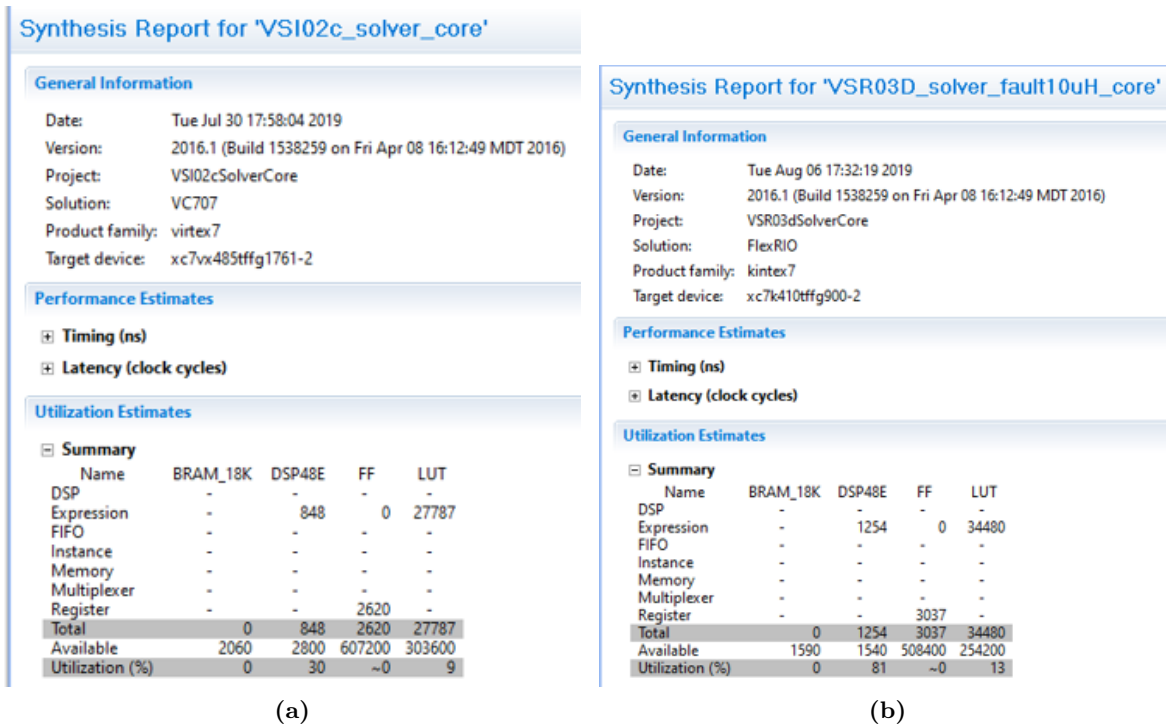 Synthesis Report for 'VSI02c_solver_core'
General Information
Date: Tue Jul 30 17:58:04 2019
Version: 2016.1 (Build 1538259 on Fri Apr 08 16:12:49 MDT 2016)
Project: VSI02cSolverCore
Solution: VC707
Product family: virtex7
Target device: xc7vx485tffg1761-2
Performance Estimates
Timing (ns)
Latency (clock cycles)
Utilization Estimates
Summary
Name BRAM_18K DSP48E FF LUT
DSP - - - -
Expression - 848 0 27787
FIFO - - - -
Instance - - - -
Memory - - - -
Multiplexer - - - -
Register - - 2620 -
Total 0 848 2620 27787
Available 2060 2800 607200 303600
Utilization (%) 0 30 ~0 9
(a)
Synthesis Report for 'VSR03D_solver_fault10uH_core'
General Information
Date: Tue Aug 06 17:32:19 2019
Version: 2016.1 (Build 1538259 on Fri Apr 08 16:12:49 MDT 2016)
Project: VSR03dSolverCore
Solution: FlexRIO
Product family: kintex7
Target device: xc7k410tffg900-2
Performance Estimates
Timing (ns)
Latency (clock cycles)
Utilization Estimates
Summary
Name BRAM_18K DSP48E FF LUT
DSP - - - -
Expression - 1254 0 34480
FIFO - - - -
Instance - - - -
Memory - - - -
Multiplexer - - - -
Register - - 3037 -
Total 0 1254 3037 34480
Available 1590 1540 508400 254200
Utilization (%) 0 81 ~0 13
(b)